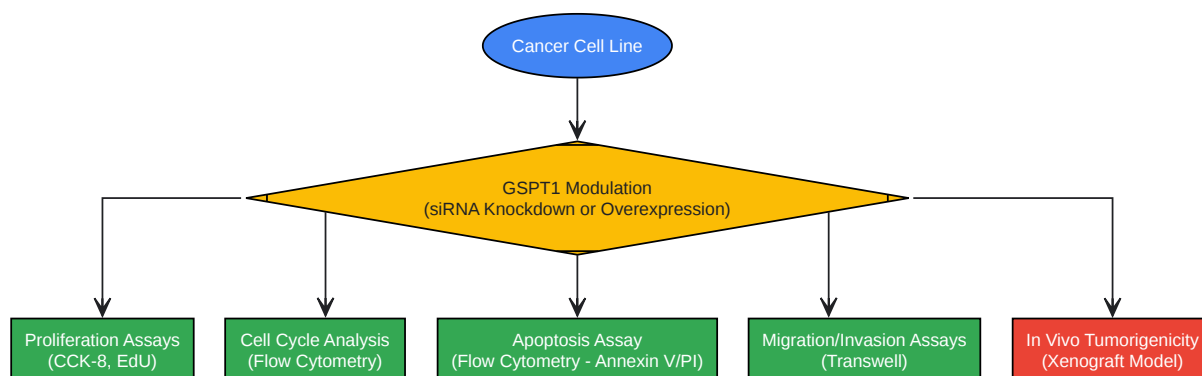 Cancer Cell Line
GSPT1 Modulation
(siRNA Knockdown or Overexpression)
Proliferation Assays
(CCK-8, EdU)
Cell Cycle Analysis
(Flow Cytometry)
Apoptosis Assay
(Flow Cytometry - Annexin V/PI)
Migration/Invasion Assays
(Transwell)
In Vivo Tumorigenicity
(Xenograft Model)